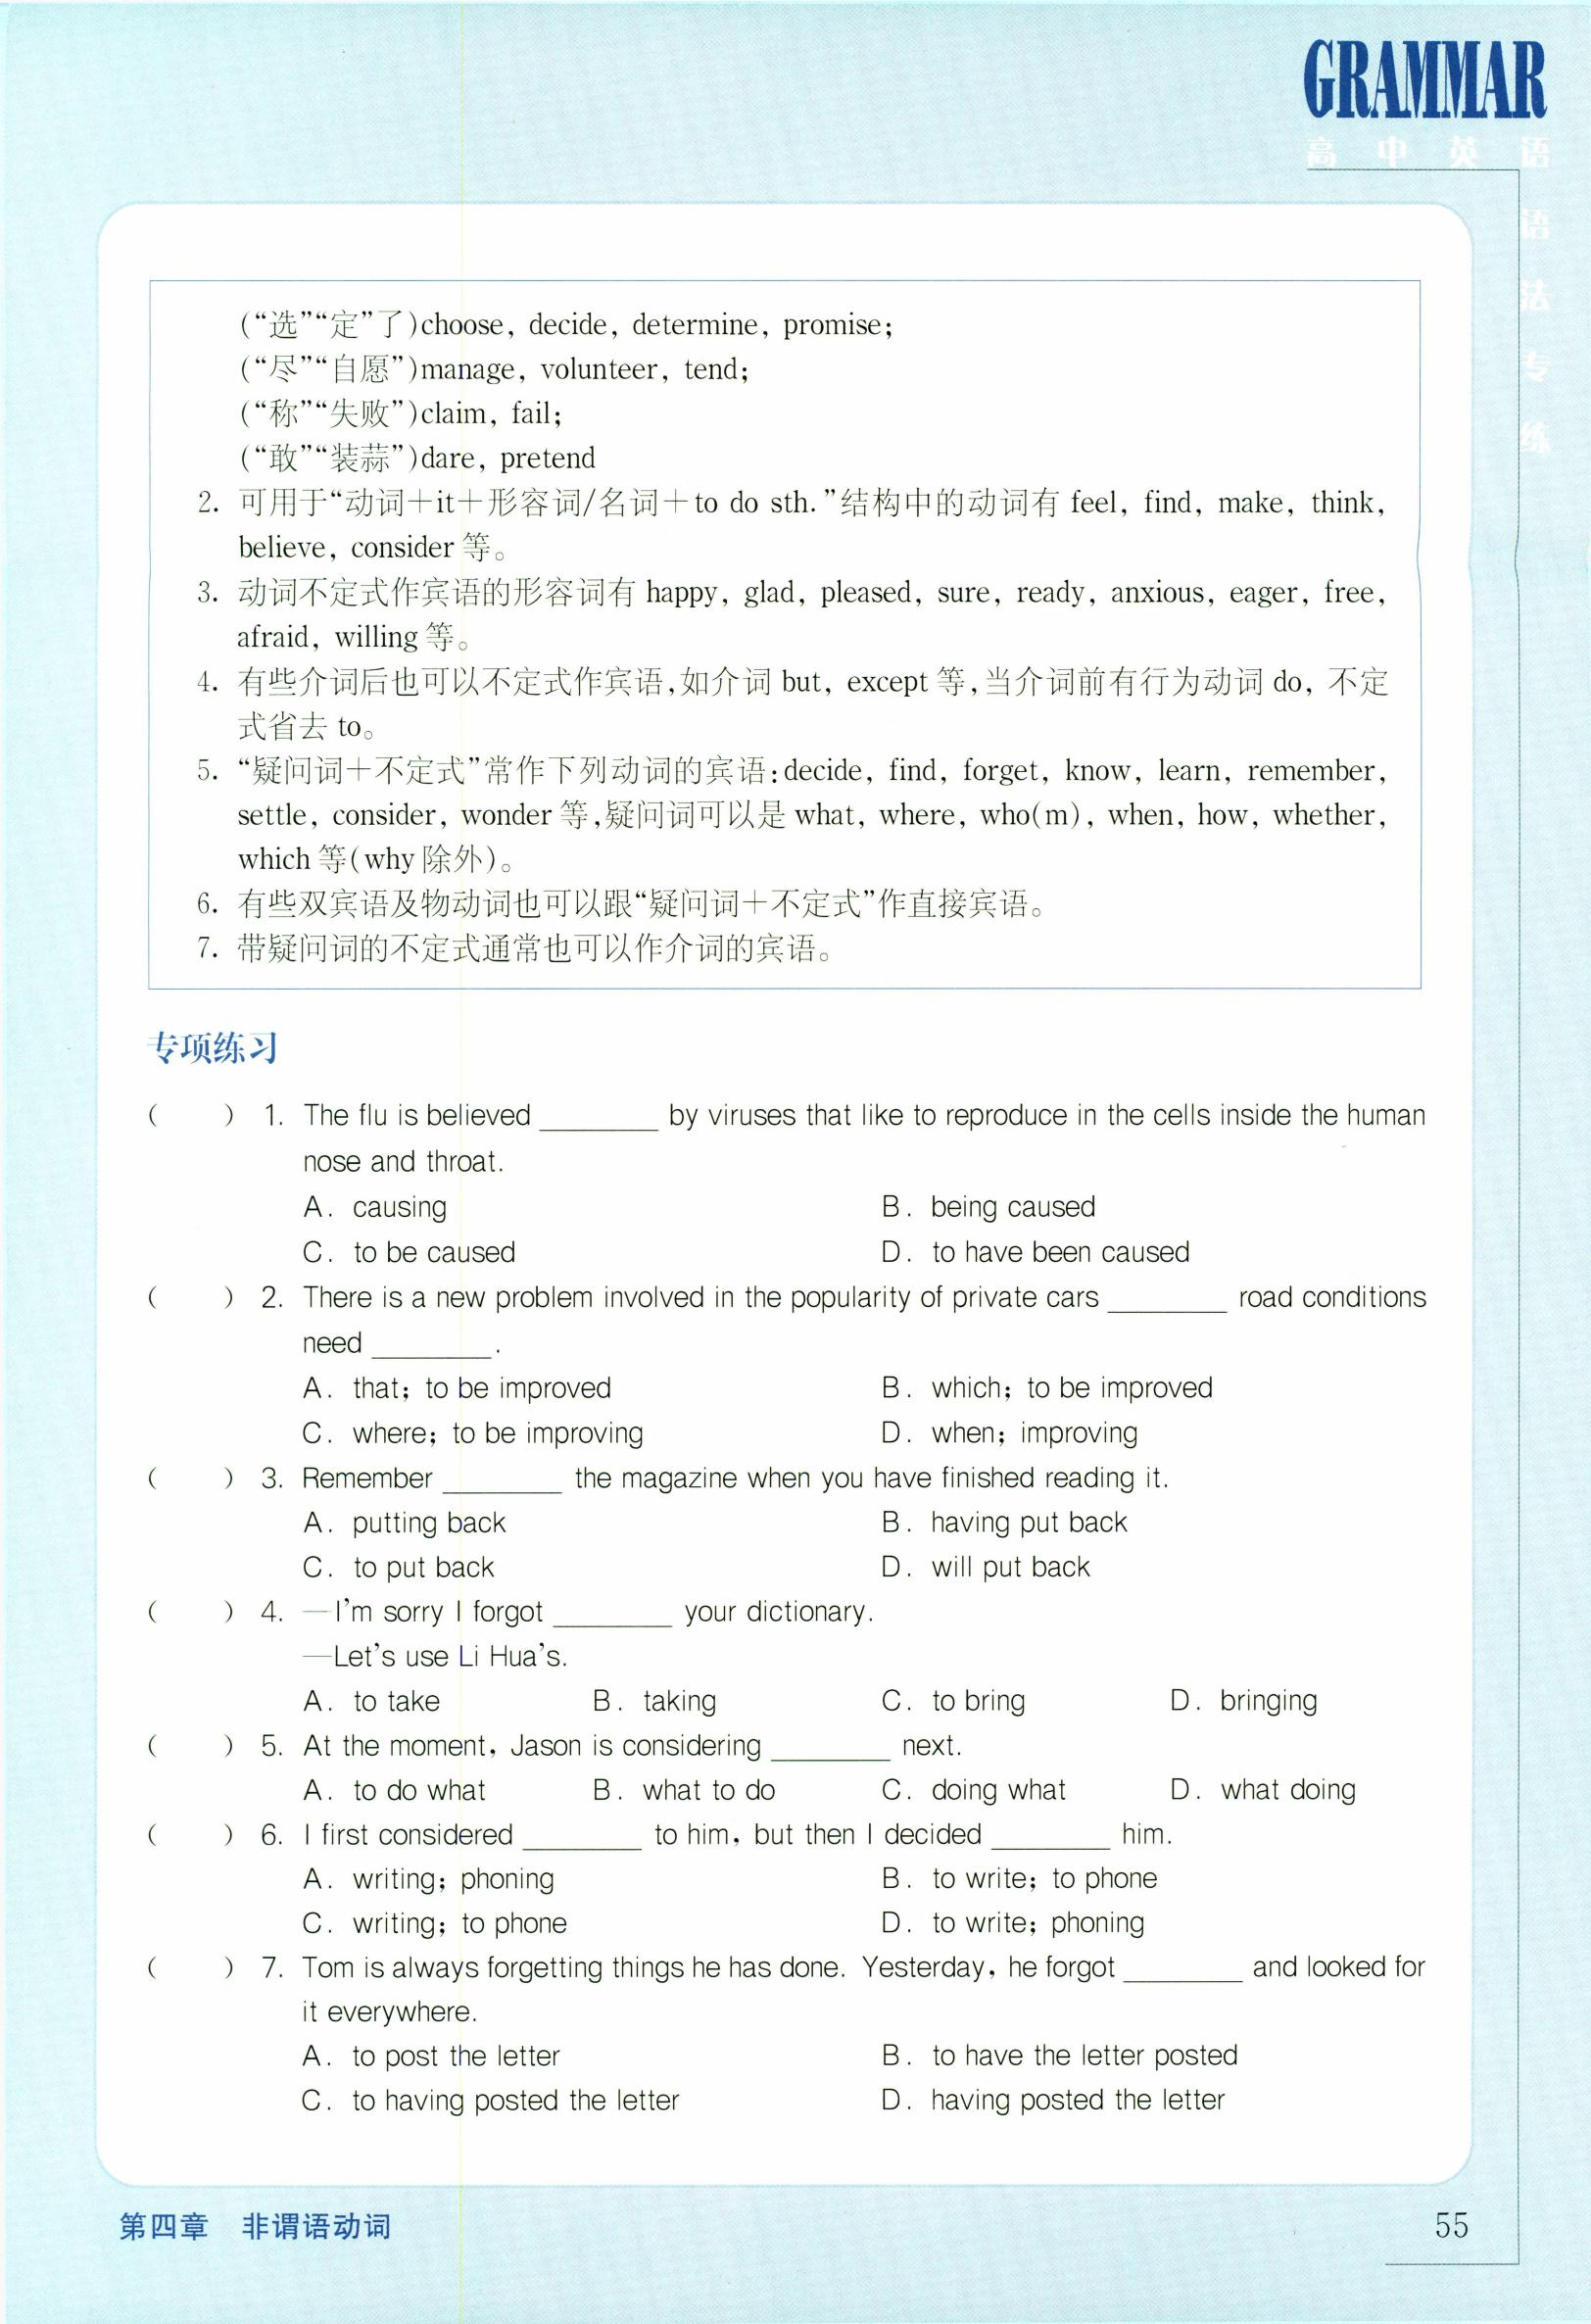 GRAMMAR
高中英语
语法专练
(“选”“定”了)choose, decide, determine, promise;
(“尽”“自愿”)manage, volunteer, tend;
(“称”“失败”)claim, fail;
(“敢”“装蒜”)dare, pretend
2. 可用于“动词＋it＋形容词/名词＋to do sth.”结构中的动词有 feel, find, make, think,
believe, consider 等。
3. 动词不定式作宾语的形容词有 happy, glad, pleased, sure, ready, anxious, eager, free,
afraid, willing 等。
4. 有些介词后也可以不定式作宾语,如介词 but, except 等,当介词前有行为动词 do, 不定
式省去 to。
5. “疑问词＋不定式”常作下列动词的宾语:decide, find, forget, know, learn, remember,
settle, consider, wonder 等,疑问词可以是 what, where, who(m), when, how, whether,
which 等(why 除外)。
6. 有些双宾语及物动词也可以跟“疑问词＋不定式”作直接宾语。
7. 带疑问词的不定式通常也可以作介词的宾语。
专项练习
( ) 1. The flu is believed ________ by viruses that like to reproduce in the cells inside the human
nose and throat.
A. causing B. being caused
C. to be caused D. to have been caused
( ) 2. There is a new problem involved in the popularity of private cars ________ road conditions
need ________.
A. that; to be improved B. which; to be improved
C. where; to be improving D. when; improving
( ) 3. Remember ________ the magazine when you have finished reading it.
A. putting back B. having put back
C. to put back D. will put back
( ) 4. —I'm sorry I forgot ________ your dictionary.
—Let's use Li Hua's.
A. to take B. taking C. to bring D. bringing
( ) 5. At the moment, Jason is considering ________ next.
A. to do what B. what to do C. doing what D. what doing
( ) 6. I first considered ________ to him, but then I decided ________ him.
A. writing; phoning B. to write; to phone
C. writing; to phone D. to write; phoning
( ) 7. Tom is always forgetting things he has done. Yesterday, he forgot ________ and looked for
it everywhere.
A. to post the letter B. to have the letter posted
C. to having posted the letter D. having posted the letter
第四章 非谓语动词
55